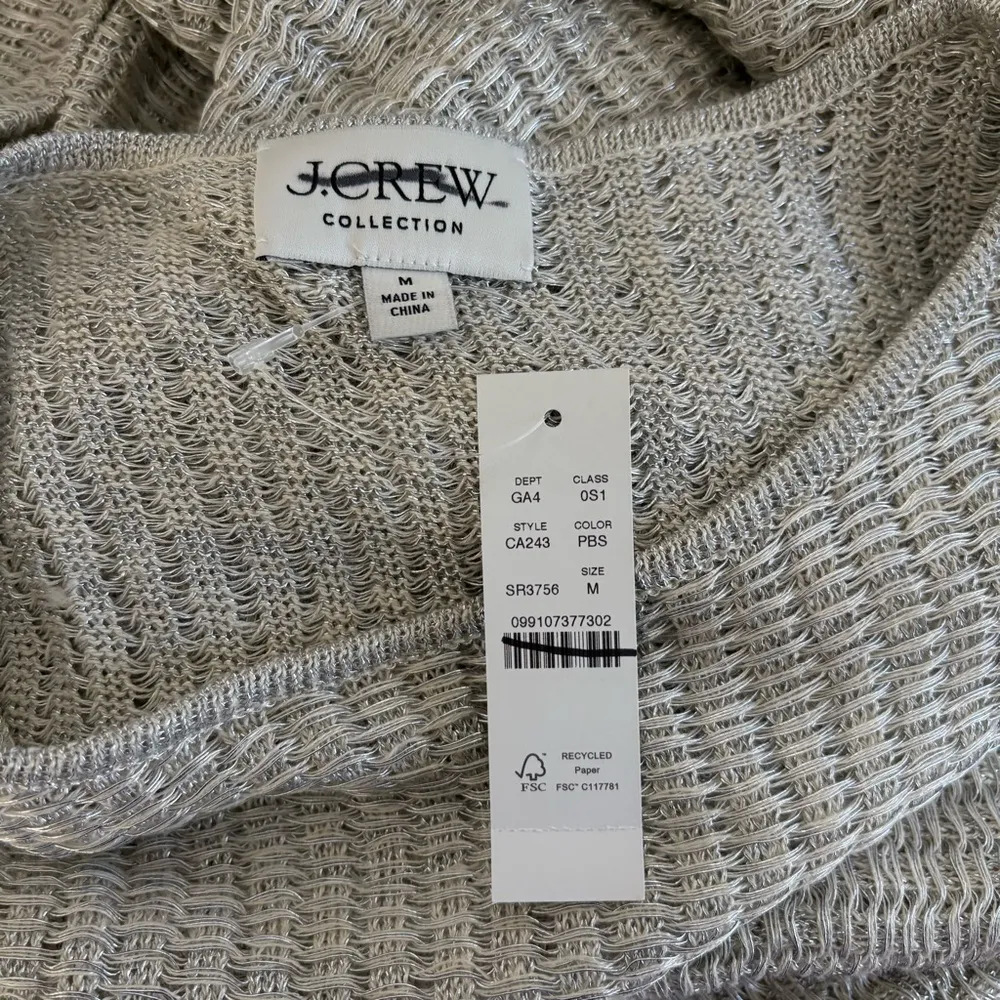 J.CREW
COLLECTION
M
MADE IN
CHINA
DEPT CLASS
GA4 0S1
STYLE COLOR
CA243 PBS
SIZE
SR3756 M
099107377302
RECYCLED
Paper
FSC™ FSC™ C117781